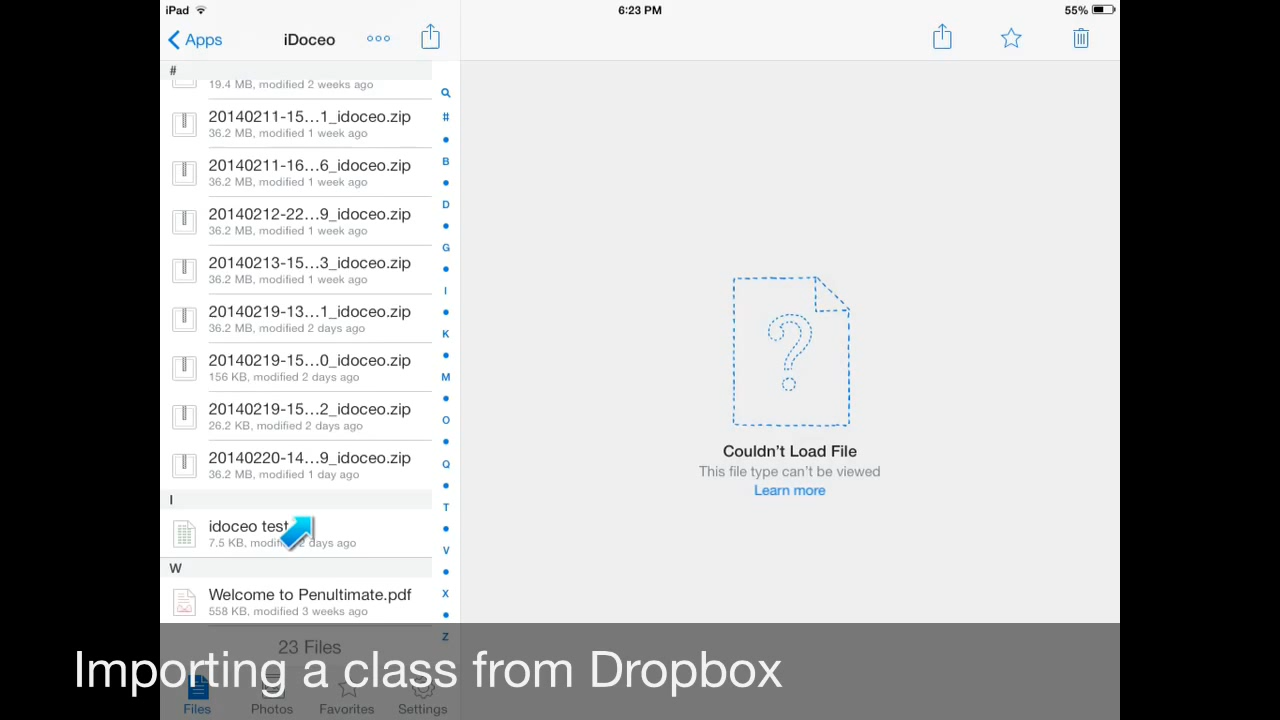 iPad
6:23 PM
55%
Apps
iDoceo
#
19.4 MB, modified 2 weeks ago
20140211-15…1_idoceo.zip
36.2 MB, modified 1 week ago
20140211-16…6_idoceo.zip
36.2 MB, modified 1 week ago
20140212-22…9_idoceo.zip
36.2 MB, modified 1 week ago
20140213-15…3_idoceo.zip
36.2 MB, modified 1 week ago
20140219-13…1_idoceo.zip
36.2 MB, modified 2 days ago
20140219-15…0_idoceo.zip
156 KB, modified 2 days ago
20140219-15…2_idoceo.zip
26.2 KB, modified 2 days ago
20140220-14…9_idoceo.zip
36.2 MB, modified 1 day ago
I
idoceo test
7.5 KB, modified 2 days ago
W
Welcome to Penultimate.pdf
558 KB, modified 3 weeks ago
23 Files
#
B
D
G
I
K
M
O
Q
T
V
X
Z
Couldn't Load File
This file type can't be viewed
Learn more
Importing a class from Dropbox
Files
Photos
Favorites
Settings